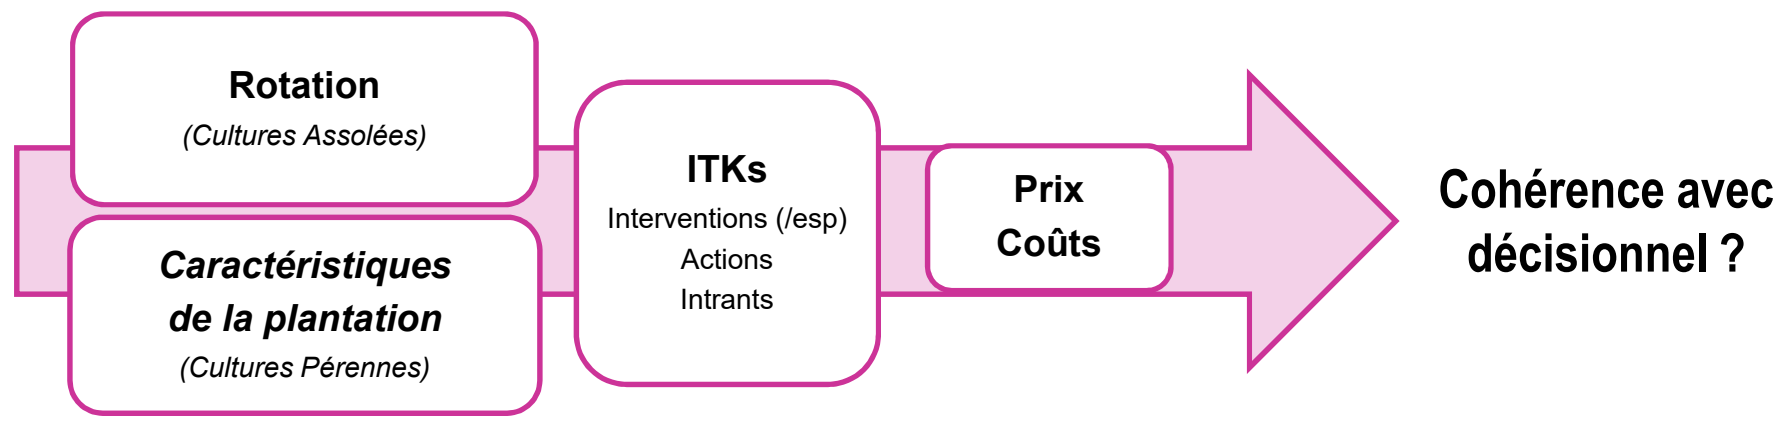 Rotation
(Cultures Assolées)
Caractéristiques
de la plantation
(Cultures Pérennes)
ITKs
Interventions (/esp)
Actions
Intrants
Prix
Coûts
Cohérence avec
décisionnel ?